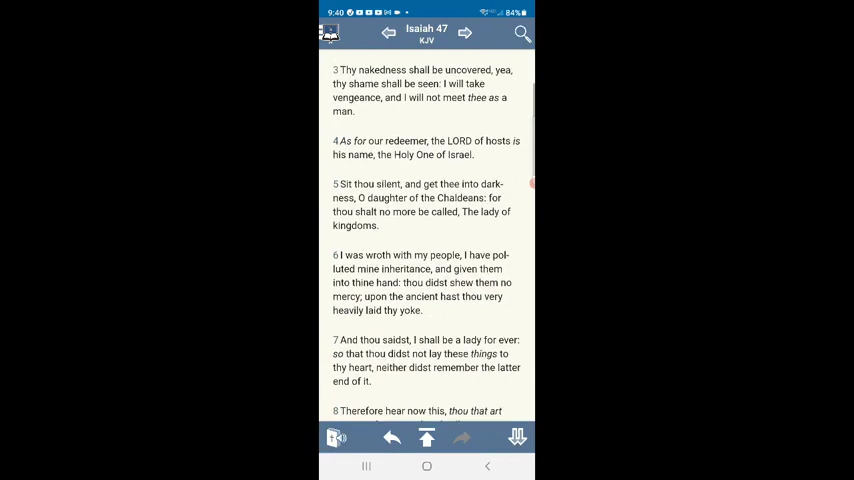 9:40
84%
Isaiah 47
KJV
3 Thy nakedness shall be uncovered, yea,
thy shame shall be seen: I will take
vengeance, and I will not meet thee as a
man.
4 As for our redeemer, the LORD of hosts is
his name, the Holy One of Israel.
5 Sit thou silent, and get thee into dark-
ness, O daughter of the Chaldeans: for
thou shalt no more be called, The lady of
kingdoms.
6 I was wroth with my people, I have pol-
luted mine inheritance, and given them
into thine hand: thou didst shew them no
mercy; upon the ancient hast thou very
heavily laid thy yoke.
7 And thou saidst, I shall be a lady for ever:
so that thou didst not lay these things to
thy heart, neither didst remember the latter
end of it.
8 Therefore hear now this, thou that art